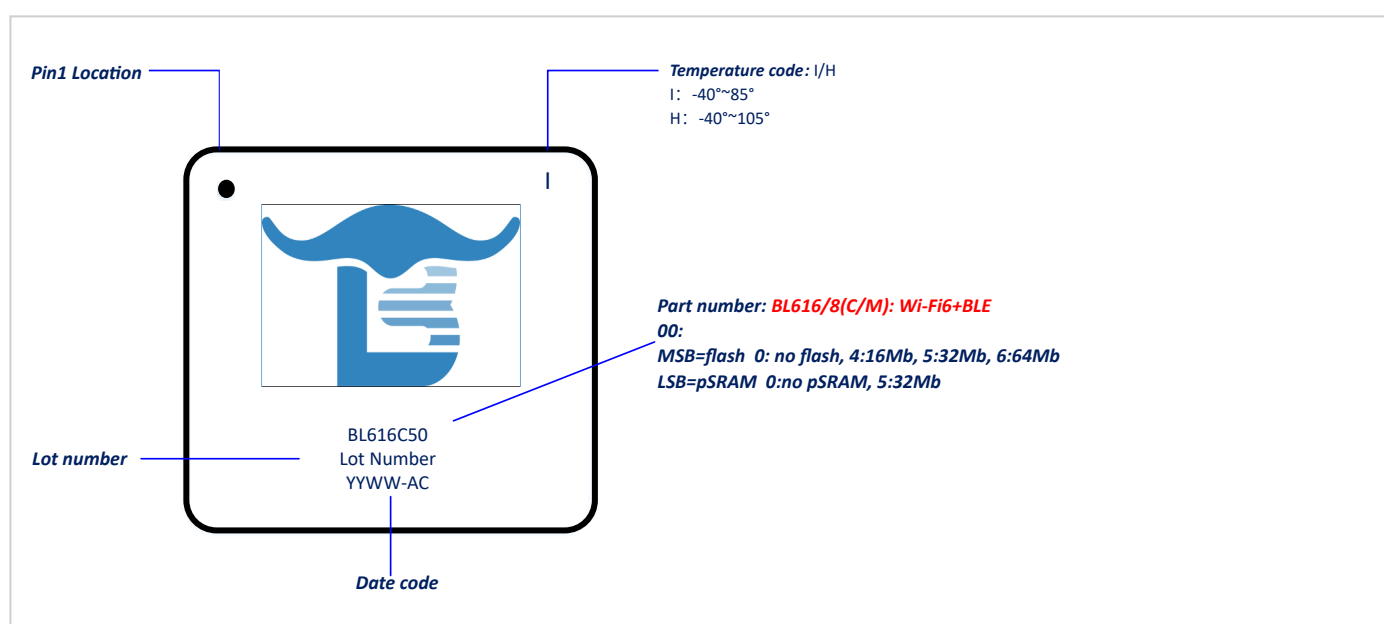 Pin1 Location
Temperature code: I/H
I： -40°~85°
H： -40°~105°
I
Part number: BL616/8(C/M): Wi-Fi6+BLE
00:
MSB=flash  0: no flash, 4:16Mb, 5:32Mb, 6:64Mb
LSB=pSRAM  0:no pSRAM, 5:32Mb
BL616C50
Lot number
Lot Number
YYWW-AC
Date code